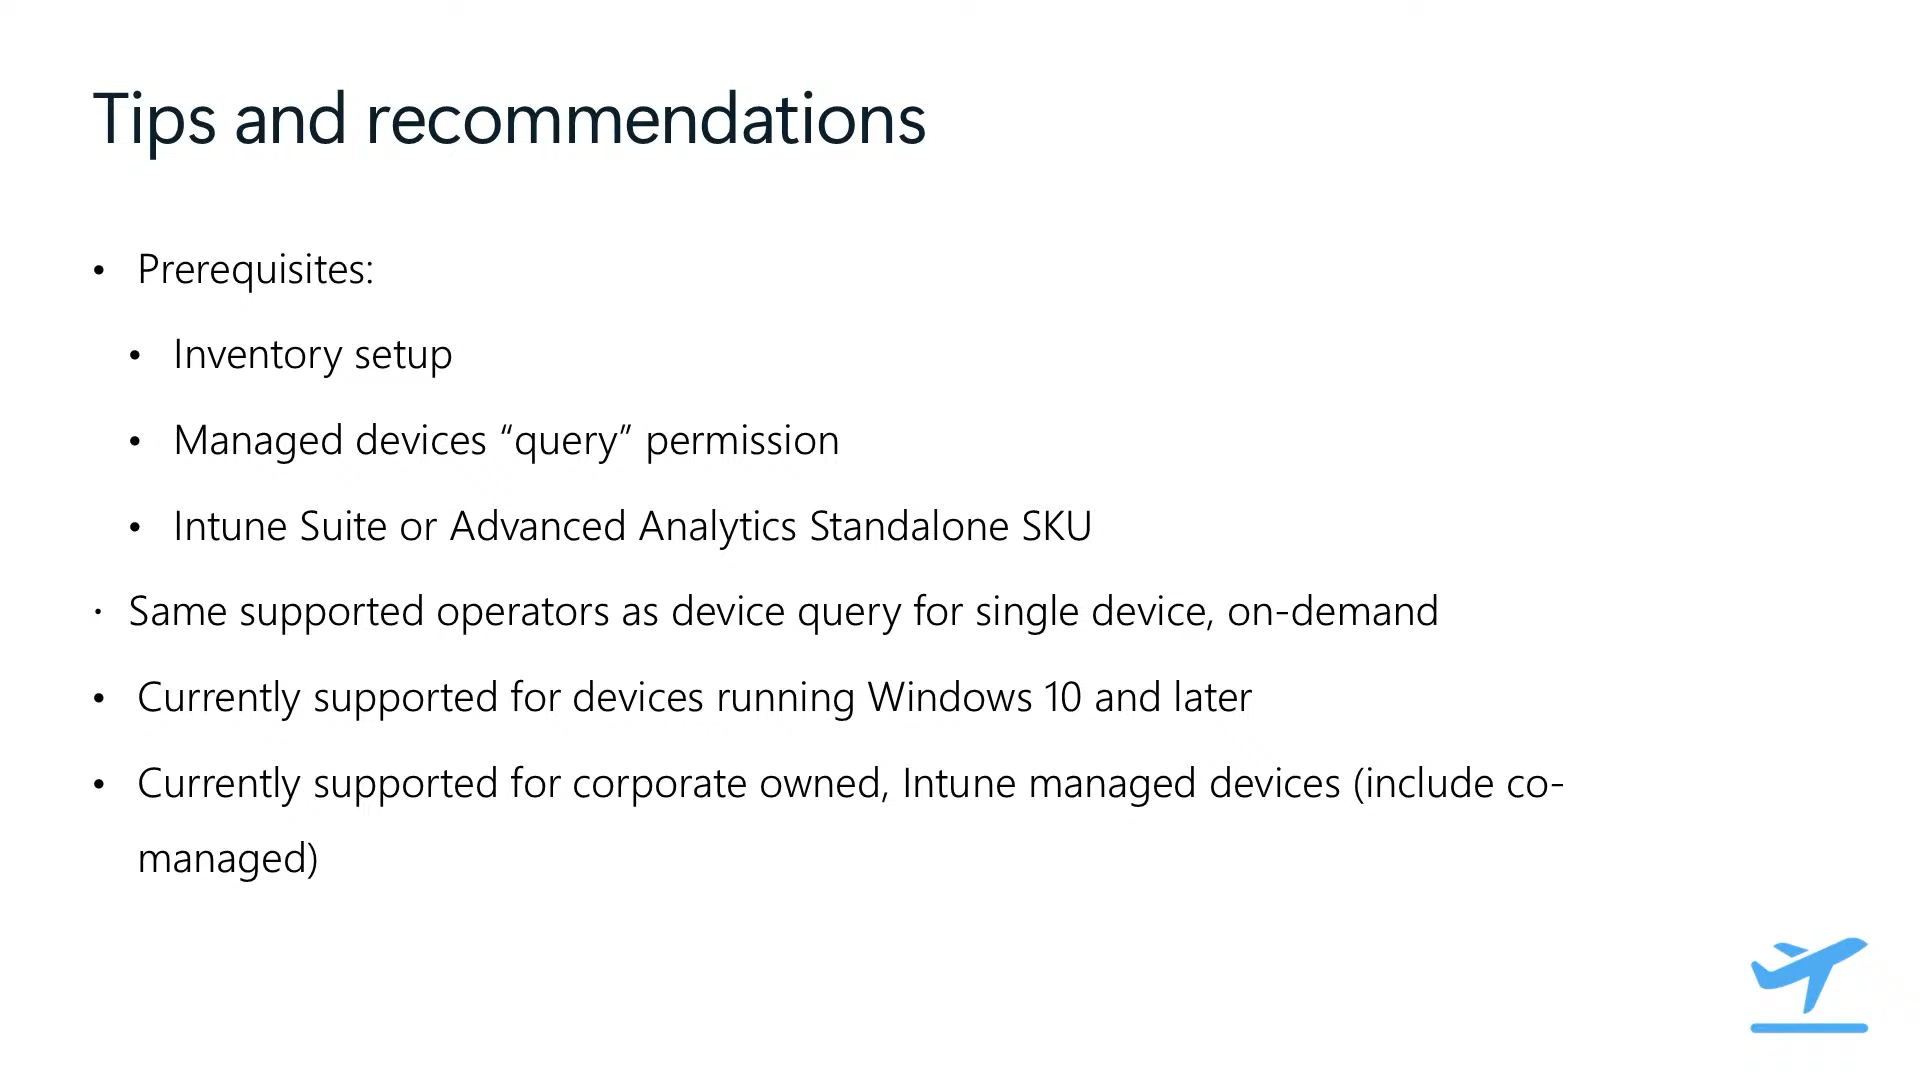 Tips and recommendations
• Prerequisites:
• Inventory setup
• Managed devices “query” permission
• Intune Suite or Advanced Analytics Standalone SKU
• Same supported operators as device query for single device, on-demand
• Currently supported for devices running Windows 10 and later
• Currently supported for corporate owned, Intune managed devices (include co-
managed)